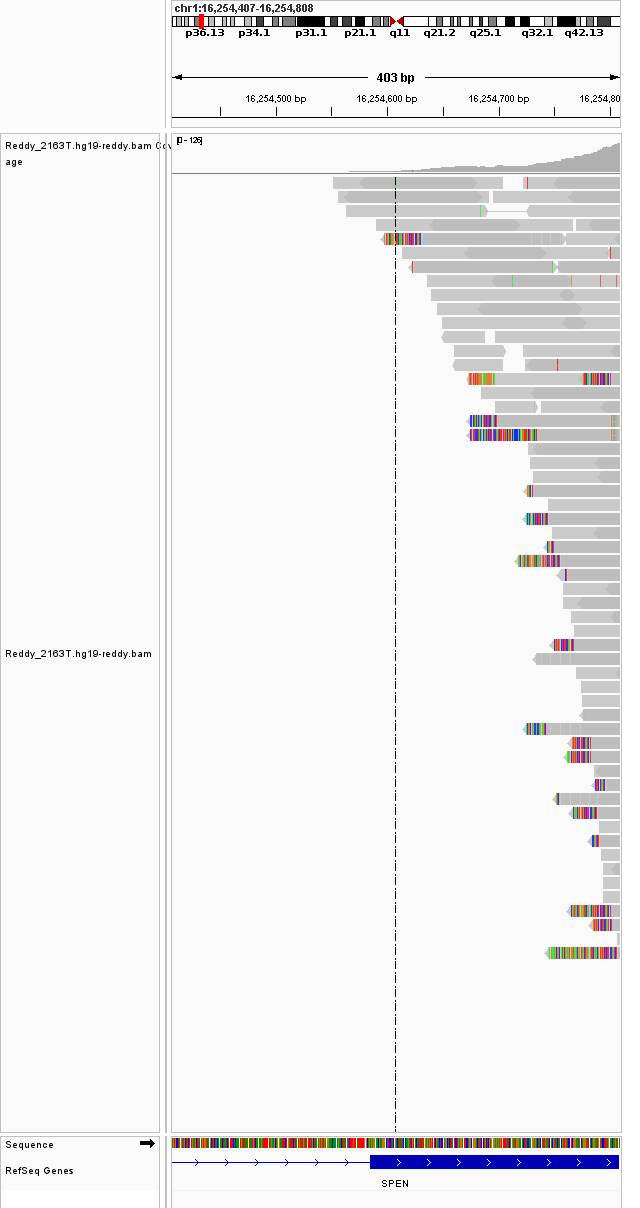 chr1:16,254,407-16,254,808
p36.13 p34.1 p31.1 p21.1 q11 q21.2 q25.1 q32.1 q42.13
403 bp
16,254,500 bp 16,254,600 bp 16,254,700 bp 16,254,80
Reddy_2163T.hg19-reddy.bam Cov
age
[0 - 126]
Reddy_2163T.hg19-reddy.bam
Sequence
RefSeq Genes
SPEN